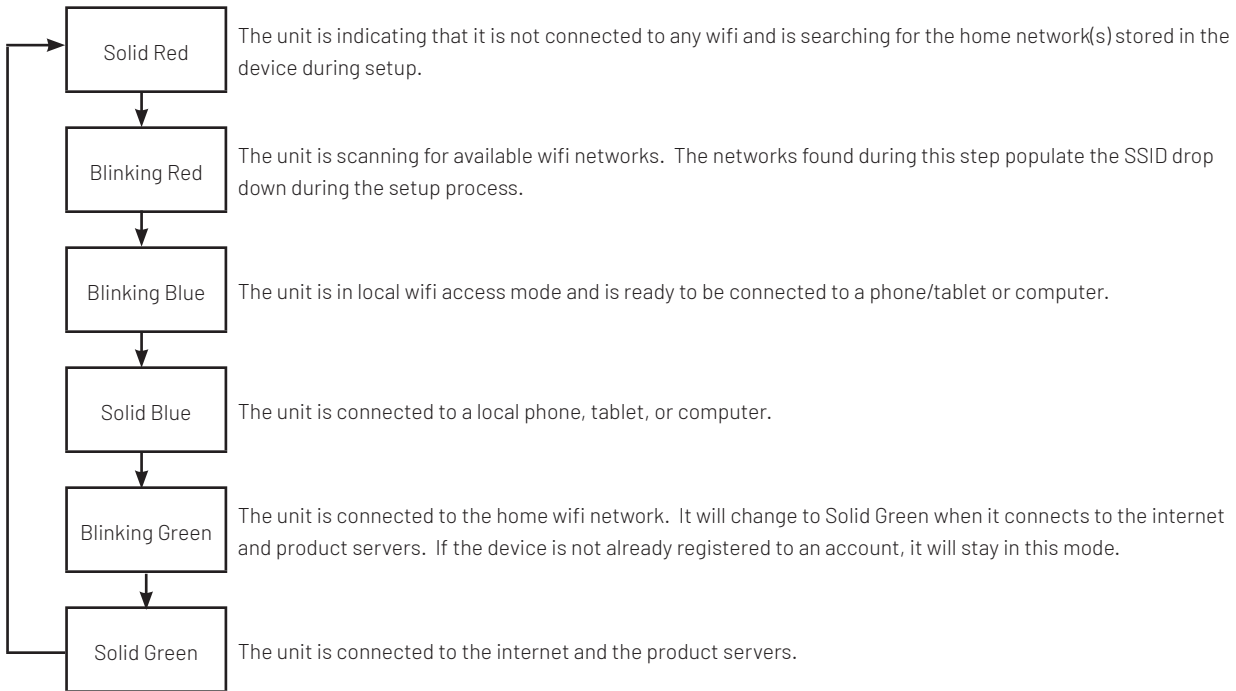 Solid Red
The unit is indicating that it is not connected to any wifi and is searching for the home network(s) stored in the
device during setup.
Blinking Red
The unit is scanning for available wifi networks.  The networks found during this step populate the SSID drop
down during the setup process.
Blinking Blue
The unit is in local wifi access mode and is ready to be connected to a phone/tablet or computer.
Solid Blue
The unit is connected to a local phone, tablet, or computer.
Blinking Green
The unit is connected to the home wifi network.  It will change to Solid Green when it connects to the internet
and product servers.  If the device is not already registered to an account, it will stay in this mode.
Solid Green
The unit is connected to the internet and the product servers.